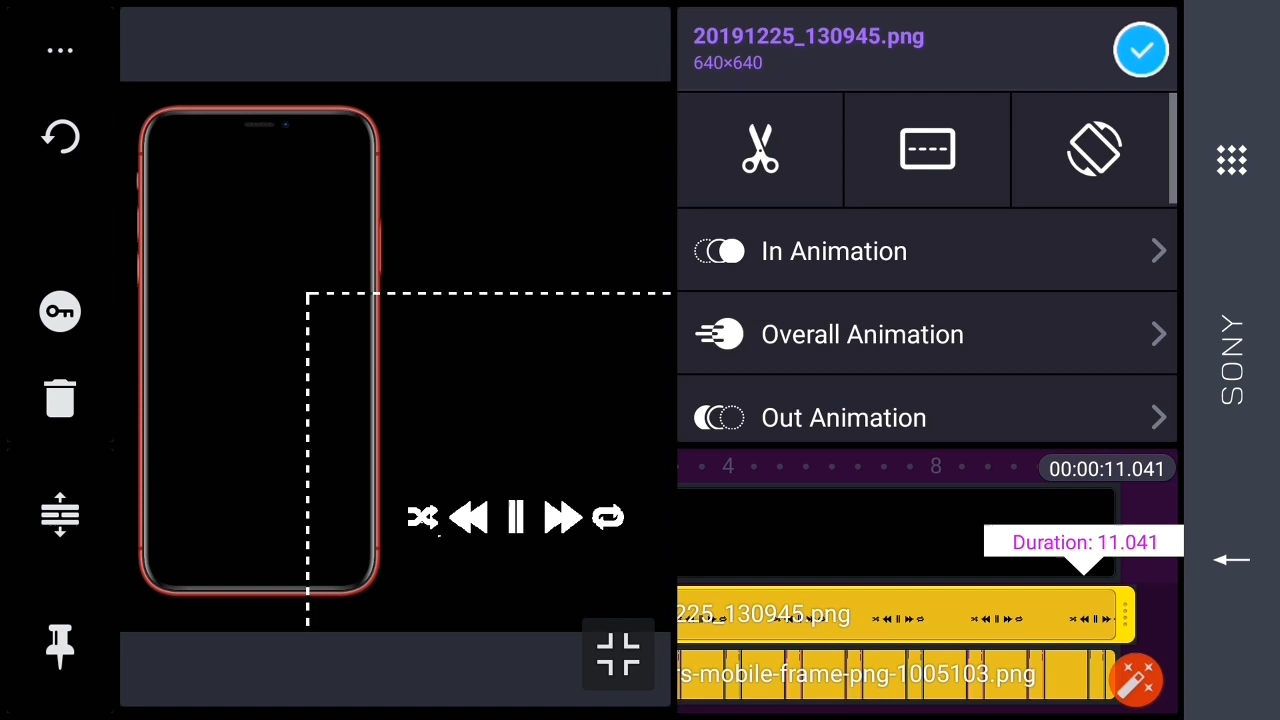 20191225_130945.png
640×640
In Animation
Overall Animation
Out Animation
4
8
00:00:11.041
Duration: 11.041
225_130945.png
s-mobile-frame-png-1005103.png
SONY